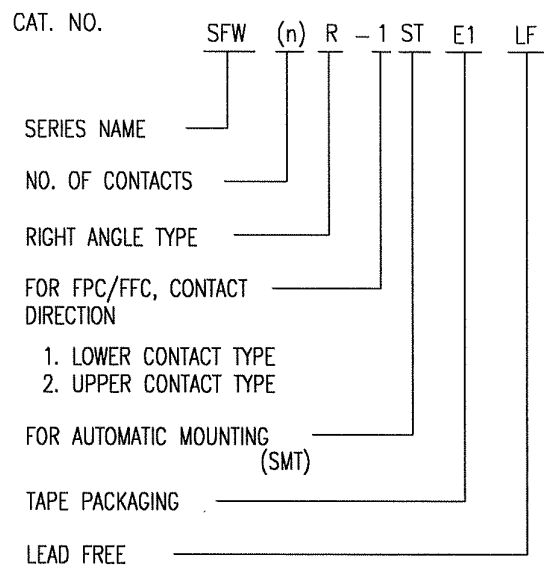 CAT. NO.
SFW (n) R - 1 ST E1 LF
SERIES NAME
NO. OF CONTACTS
RIGHT ANGLE TYPE
FOR FPC/FFC, CONTACT
DIRECTION
1. LOWER CONTACT TYPE
2. UPPER CONTACT TYPE
FOR AUTOMATIC MOUNTING
(SMT)
TAPE PACKAGING
LEAD FREE